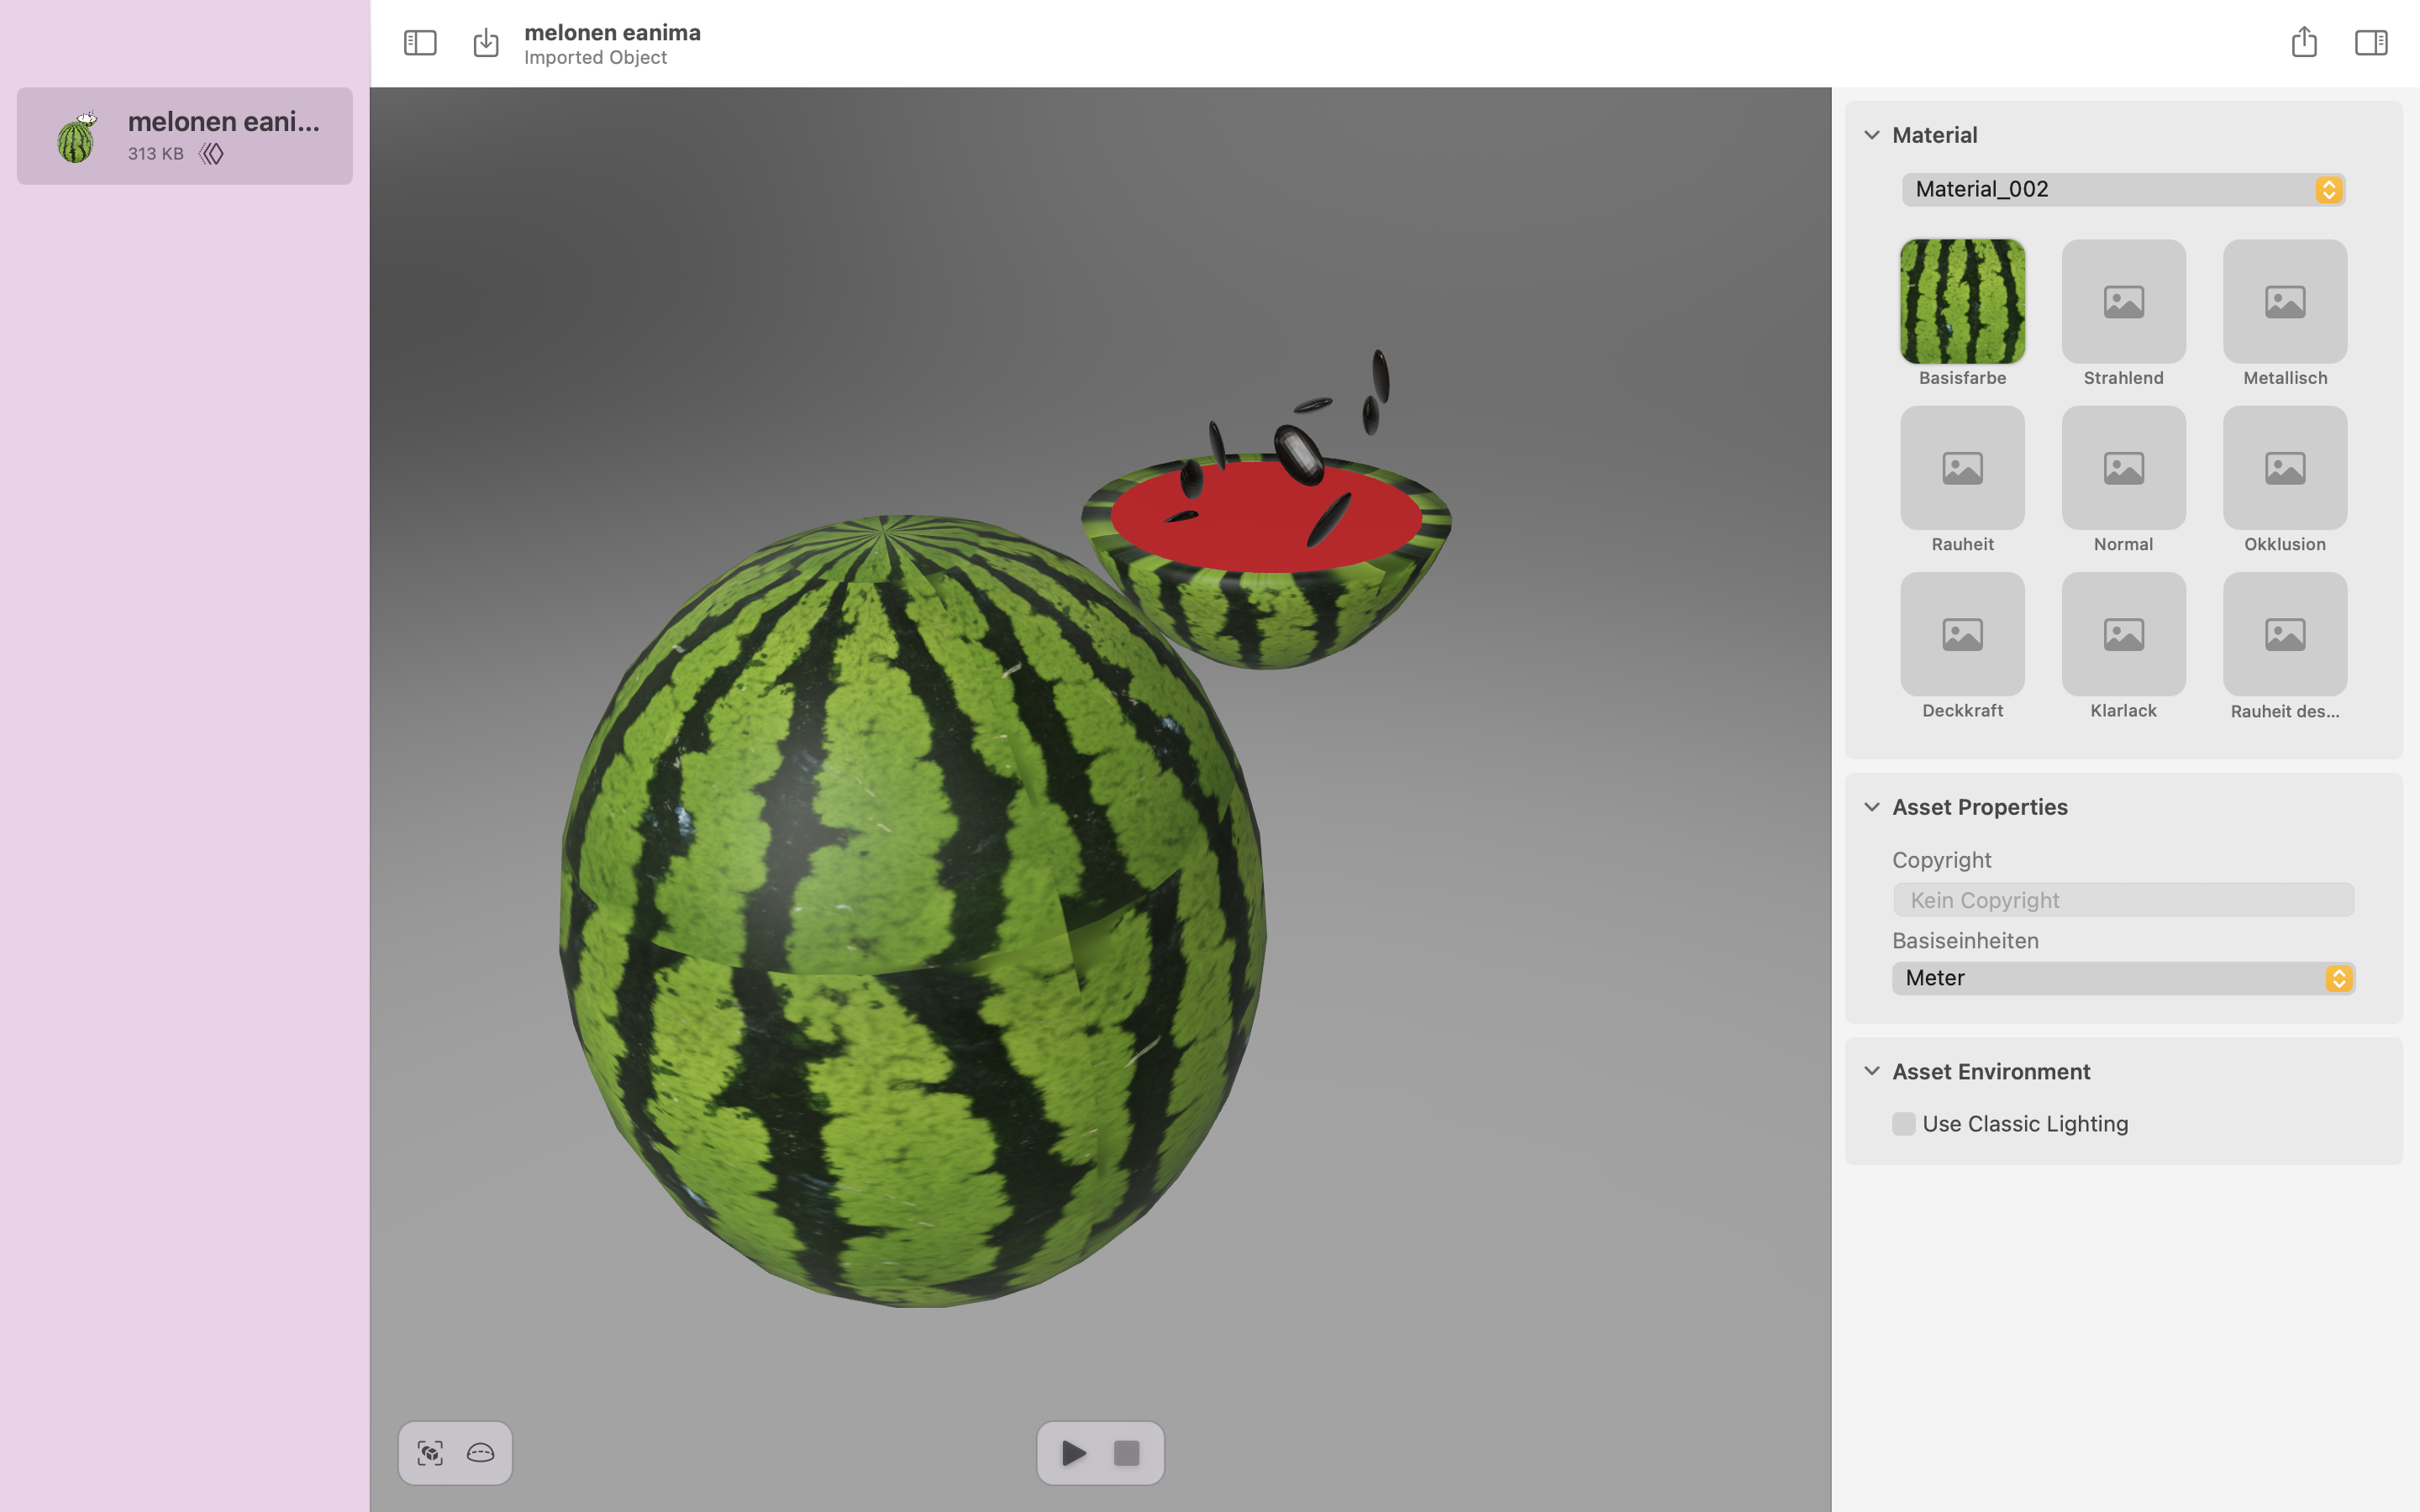 melonen eani...
313 KB
melonen eanima
Imported Object
Material
Material_002
Basisfarbe
Strahlend
Metallisch
Rauheit
Normal
Okklusion
Deckkraft
Klarlack
Rauheit des...
Asset Properties
Copyright
Kein Copyright
Basiseinheiten
Meter
Asset Environment
Use Classic Lighting